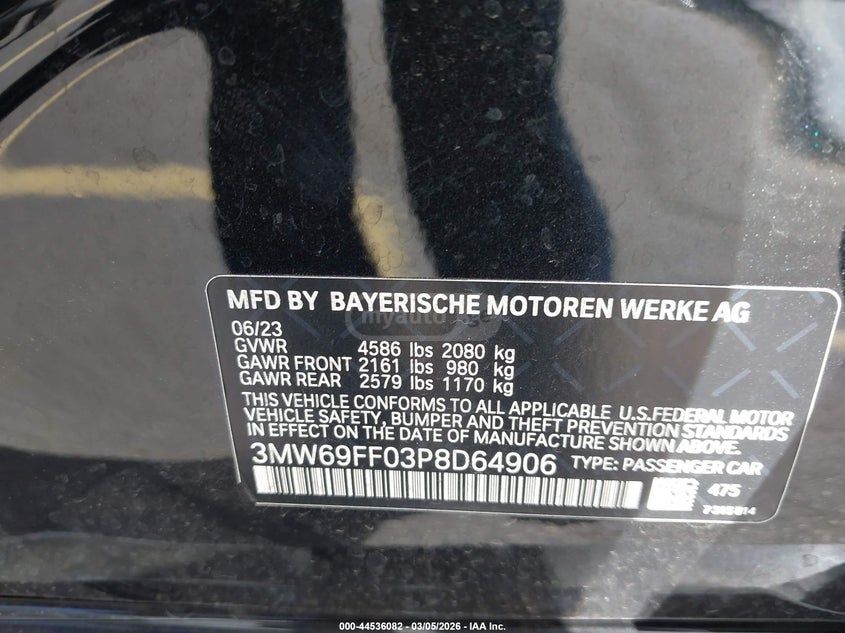 MFD BY BAYERISCHE MOTOREN WERKE AG
06/23
GVWR 4586 lbs 2080 kg
GAWR FRONT 2161 lbs 980 kg
GAWR REAR 2579 lbs 1170 kg
THIS VEHICLE CONFORMS TO ALL APPLICABLE U.S.FEDERAL MOTOR
VEHICLE SAFETY, BUMPER AND THEFT PREVENTION STANDARDS
IN EFFECT ON THE DATE OF MANUFACTURE SHOWN ABOVE.
3MW69FF03P8D64906 TYPE: PASSENGER CAR
475
000-44536082 - 03/05/2026 - IAA Inc.